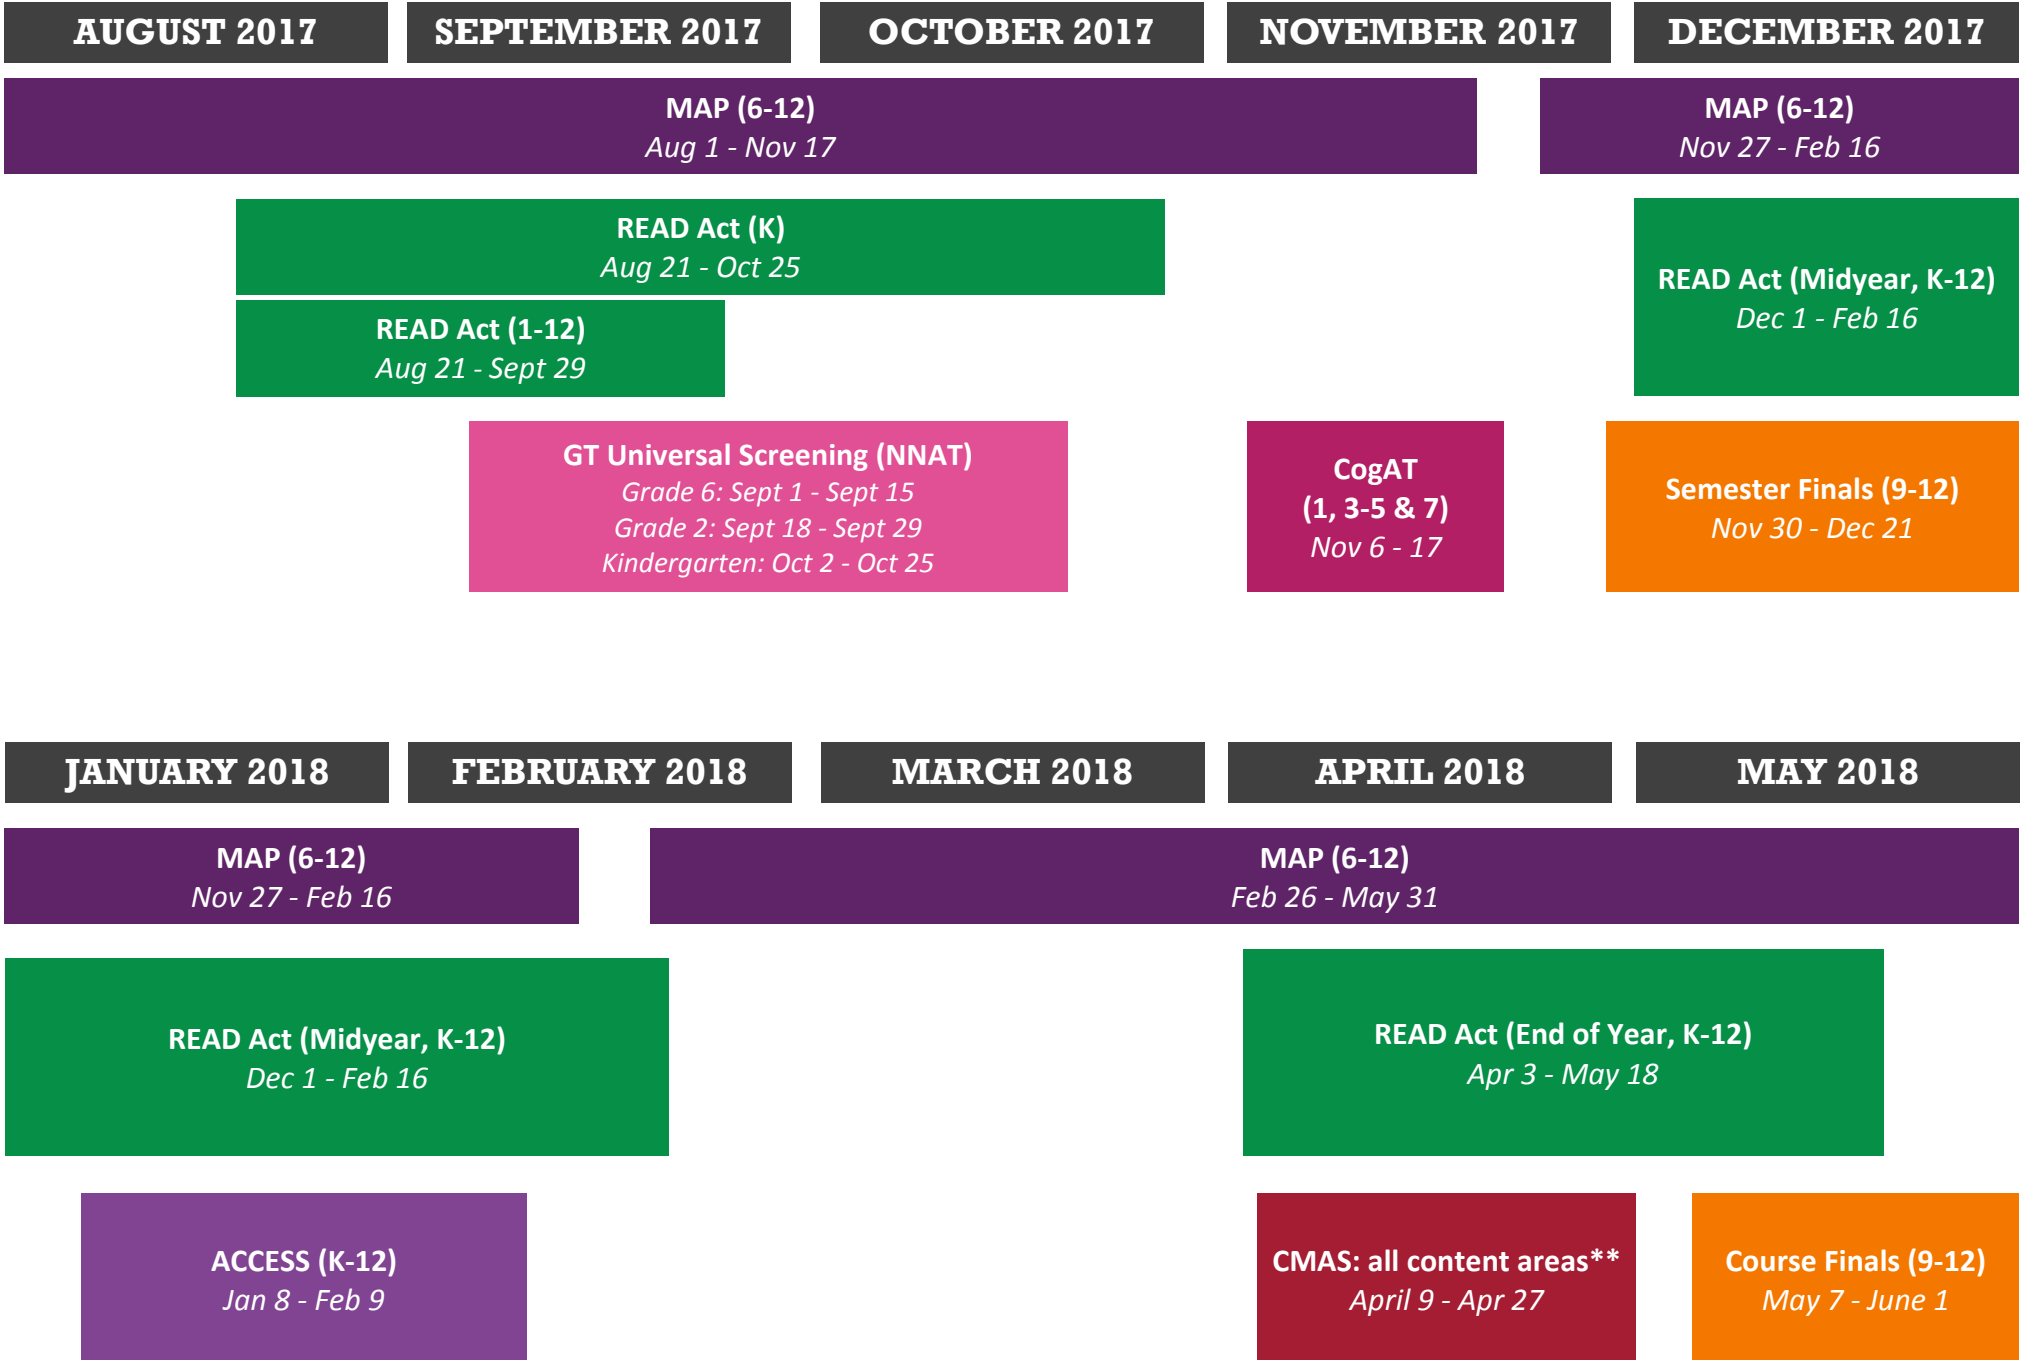 AUGUST 2017
SEPTEMBER 2017
OCTOBER 2017
NOVEMBER 2017
DECEMBER 2017
MAP (6-12)
Aug 1 - Nov 17
MAP (6-12)
Nov 27 - Feb 16
READ Act (K)
Aug 21 - Oct 25
READ Act (1-12)
Aug 21 - Sept 29
READ Act (Midyear, K-12)
Dec 1 - Feb 16
GT Universal Screening (NNAT)
Grade 6: Sept 1 - Sept 15
Grade 2: Sept 18 - Sept 29
Kindergarten: Oct 2 - Oct 25
CogAT
(1, 3-5 & 7)
Nov 6 - 17
Semester Finals (9-12)
Nov 30 - Dec 21
JANUARY 2018
FEBRUARY 2018
MARCH 2018
APRIL 2018
MAY 2018
MAP (6-12)
Nov 27 - Feb 16
MAP (6-12)
Feb 26 - May 31
READ Act (Midyear, K-12)
Dec 1 - Feb 16
READ Act (End of Year, K-12)
Apr 3 - May 18
ACCESS (K-12)
Jan 8 - Feb 9
CMAS: all content areas**
April 9 - Apr 27
Course Finals (9-12)
May 7 - June 1